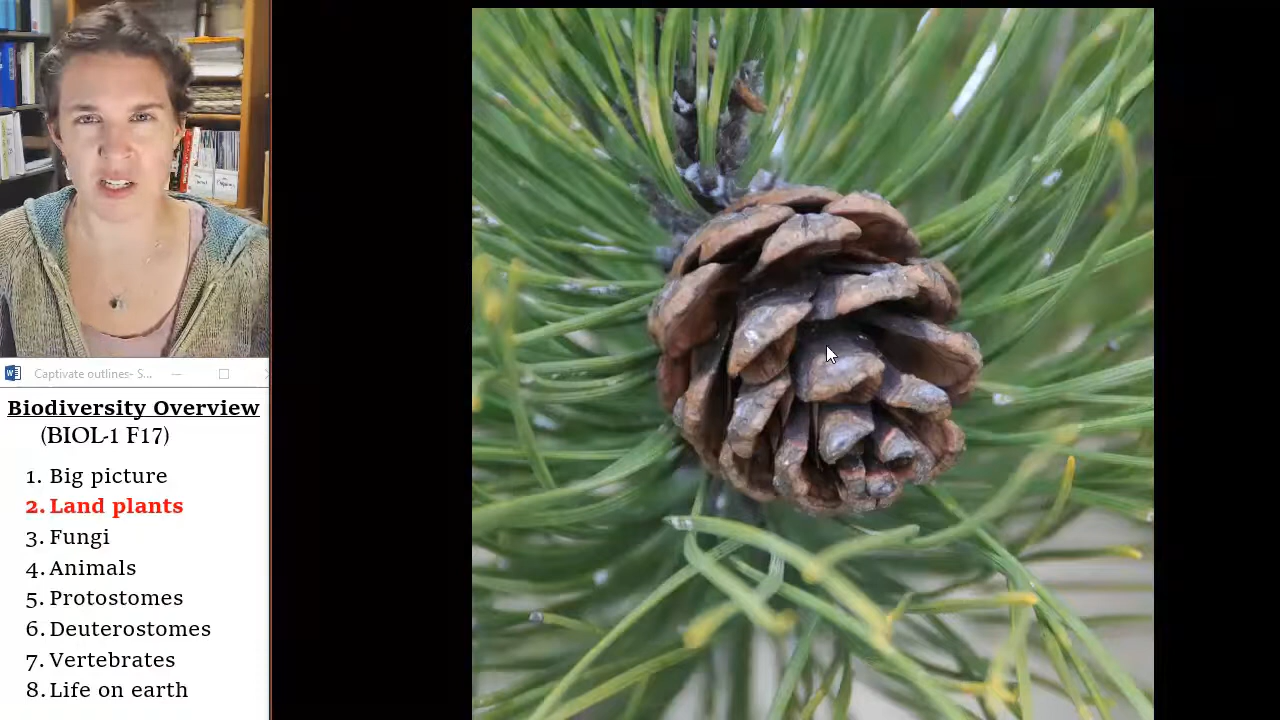 Captivate outlines- S...
Biodiversity Overview
(BIOL-1 F17)
1. Big picture
2. Land plants
3. Fungi
4. Animals
5. Protostomes
6. Deuterostomes
7. Vertebrates
8. Life on earth